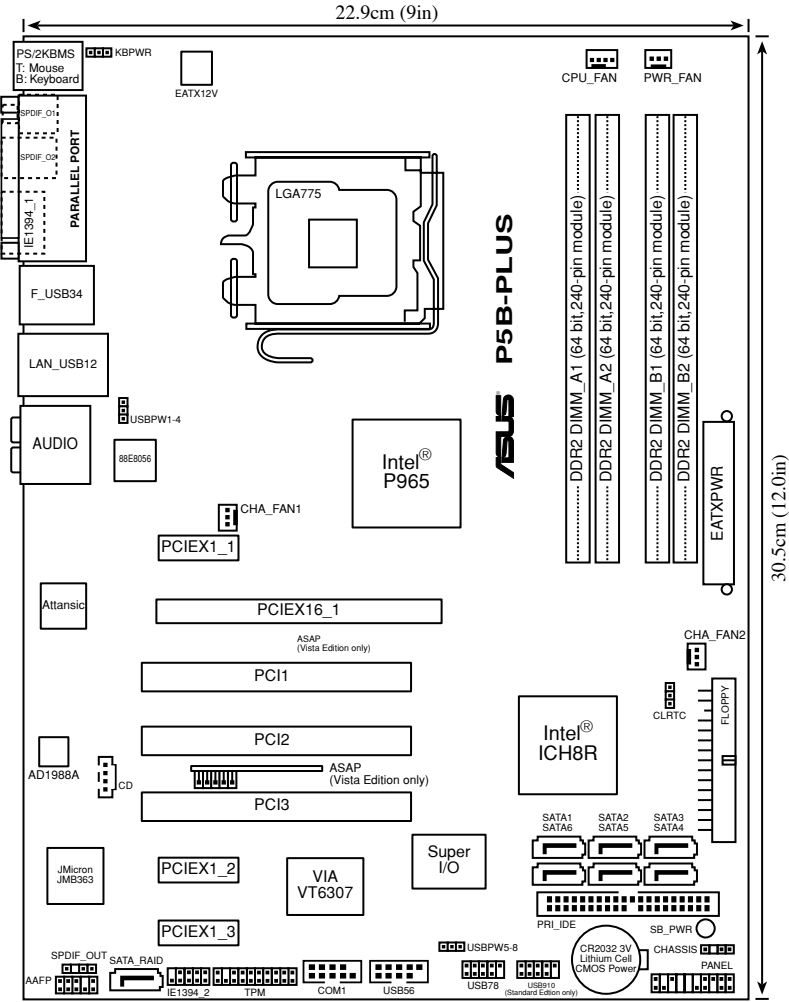 22.9cm (9in)
PS/2KBMS
T: Mouse
B: Keyboard
KBPWR
EATX12V
CPU_FAN
PWR_FAN
SPDIF_O1
SPDIF_O2
IE1394_1
PARALLEL PORT
LGA775
DDR2 DIMM_A1 (64 bit,240-pin module)
DDR2 DIMM_A2 (64 bit,240-pin module)
DDR2 DIMM_B1 (64 bit,240-pin module)
DDR2 DIMM_B2 (64 bit,240-pin module)
ASUS P5B-PLUS
30.5cm (12.0in)
F_USB34
LAN_USB12
USBPW1-4
AUDIO
88E8056
Intel®
P965
EATXPWR
CHA_FAN1
PCIEX1_1
Attansic
PCIEX16_1
ASAP
(Vista Edition only)
CHA_FAN2
PCI1
CLRTC
FLOPPY
Intel®
ICH8R
PCI2
AD1988A
CD
ASAP
(Vista Edition only)
PCI3
SATA1
SATA6
SATA2
SATA5
SATA3
SATA4
JMicron
JMB363
PCIEX1_2
VIA
VT6307
Super
I/O
PRI_IDE
SB_PWR
PCIEX1_3
USBPW5-8
CR2032 3V
Lithium Cell
CMOS Power
CHASSIS
PANEL
SPDIF_OUT
AAFP
SATA_RAID
IE1394_2
TPM
COM1
USB56
USB78
USB910
(Standard Edtion only)